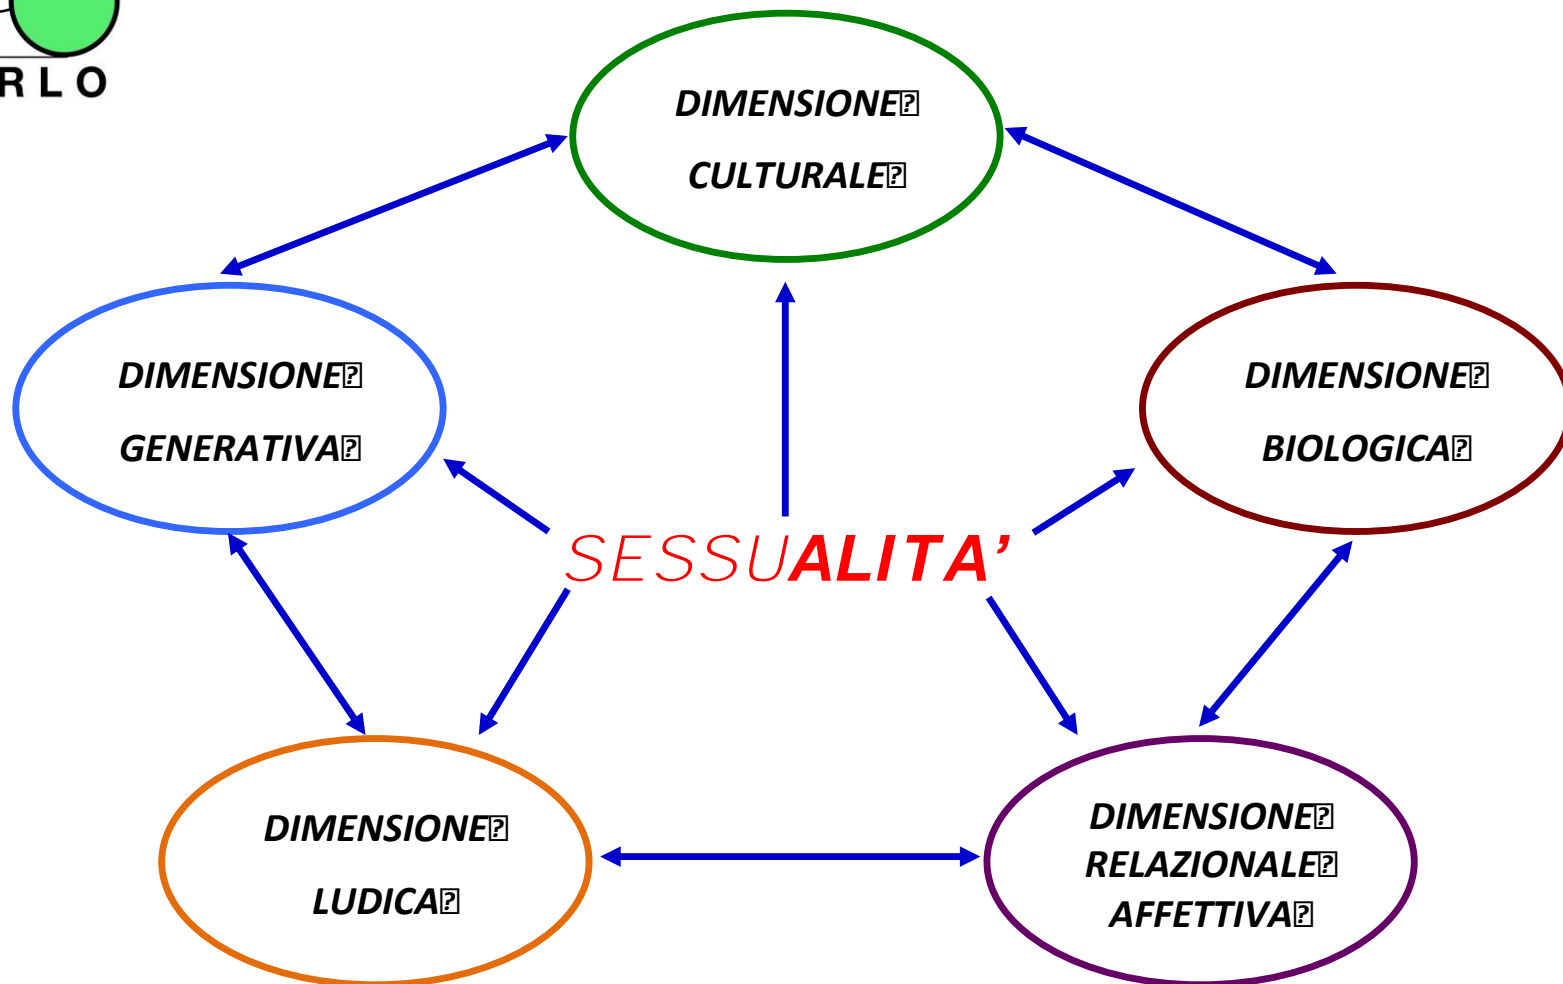 RLO
DIMENSIONE
CULTURALE
DIMENSIONE
GENERATIVA
DIMENSIONE
BIOLOGICA
SESSUALITA’
DIMENSIONE
LUDICA
DIMENSIONE
RELAZIONALE
AFFETTIVA